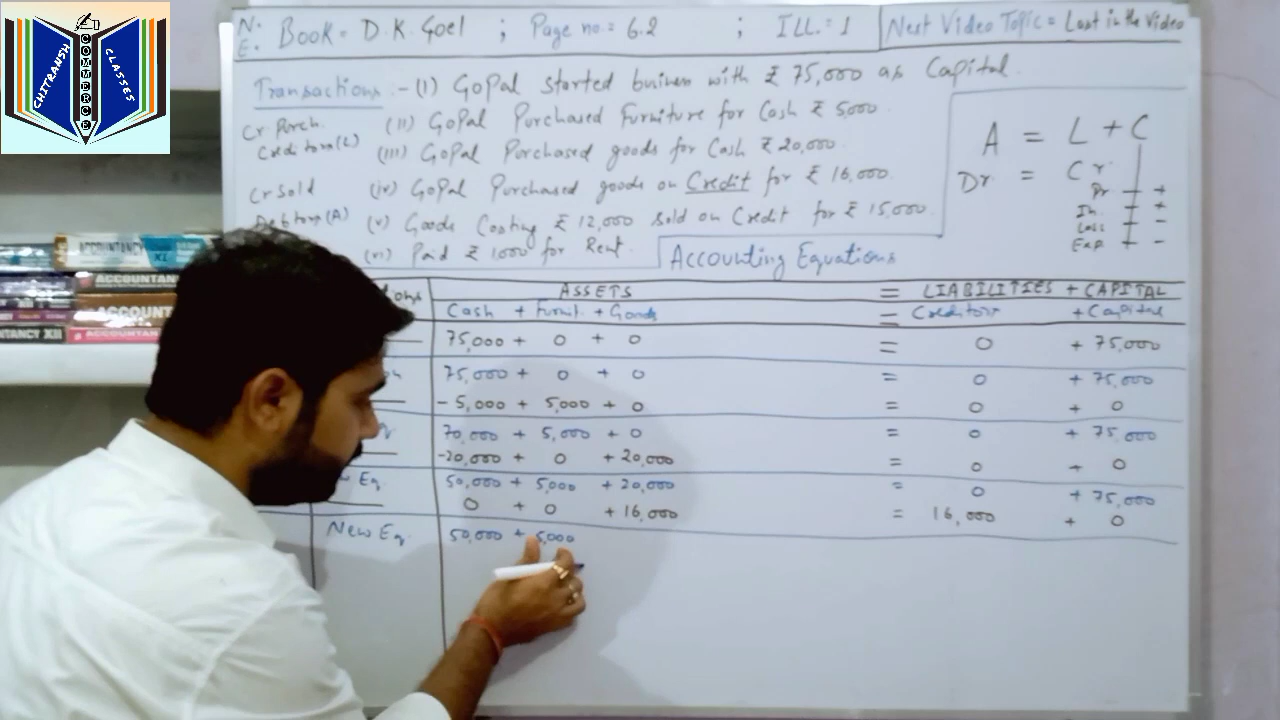 CHITRANSH COMMERCE CLASSES
N.E. Book = D.K. Goel ; Page no. = 6.2 ; ILL. = 1 Next Video Topic = Last in the Video
Transactions :- (i) GoPal started business with ₹ 75,000 as Capital.
Cr. Purch. (ii) GoPal Purchased Furniture for Cash ₹ 5000.
Creditors (L) (iii) GoPal Purchased goods for Cash ₹ 20,000.
Cr Sold (iv) GoPal Purchased goods on Credit for ₹ 16,000.
Debtors (A) (v) Goods Costing ₹ 12,000 sold on Credit for ₹ 15,000.
(vi) Paid ₹ 1000 for Rent.
A = L + C
Dr = Cr
Pr +
In. +
Loss -
Exp. -
Accounting Equations
ASSETS = LIABILITIES + CAPITAL
Cash + Furnit. + Goods = Creditors + Capital
75,000 + 0 + 0 = 0 + 75,000
75,000 + 0 + 0 = 0 + 75,000
- 5,000 + 5,000 + 0 = 0 + 0
70,000 + 5,000 + 0 = 0 + 75,000
-20,000 + 0 + 20,000 = 0 + 0
Eq. 50,000 + 5,000 + 20,000 = 0 + 75,000
0 + 0 + 16,000 = 16,000 + 0
New Eq. 50,000 + 5,000
ACCOUNTANCY
XI
ACCOUNTAN
ACCOUNT
NTANCY XII
ACCOUNTANC